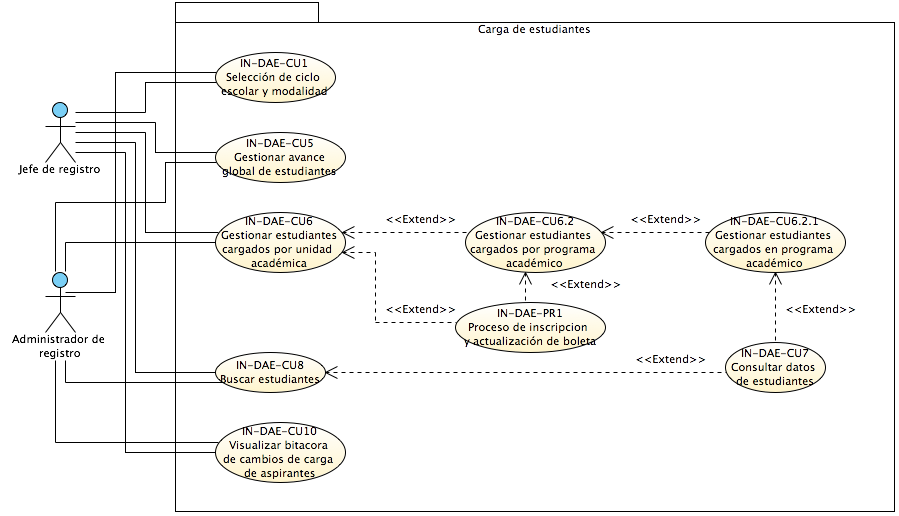 Carga de estudiantes
IN-DAE-CU1
Selección de ciclo
escolar y modalidad
Jefe de registro
IN-DAE-CU5
Gestionar avance
global de estudiantes
IN-DAE-CU6
Gestionar estudiantes
cargados por unidad
académica
<<Extend>>
IN-DAE-CU6.2
Gestionar estudiantes
cargados por programa
académico
<<Extend>>
IN-DAE-CU6.2.1
Gestionar estudiantes
cargados en programa
académico
<<Extend>>
<<Extend>>
<<Extend>>
IN-DAE-PR1
Proceso de inscripcion
y actualización de boleta
Administrador de
registro
IN-DAE-CU8
Buscar estudiantes
<<Extend>>
IN-DAE-CU7
Consultar datos
de estudiantes
IN-DAE-CU10
Visualizar bitacora
de cambios de carga
de aspirantes